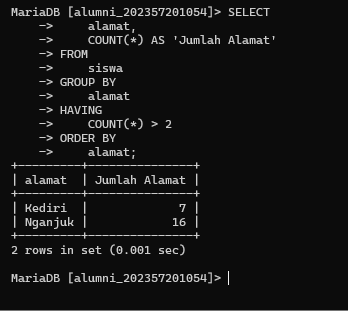 MariaDB [alumni_202357201054]> SELECT
    ->     alamat,
    ->     COUNT(*) AS 'Jumlah Alamat'
    -> FROM
    ->     siswa
    -> GROUP BY
    ->     alamat
    -> HAVING
    ->     COUNT(*) > 2
    -> ORDER BY
    ->     alamat;
+---------+---------------+
| alamat  | Jumlah Alamat |
+---------+---------------+
| Kediri  |             7 |
| Nganjuk |            16 |
+---------+---------------+
2 rows in set (0.001 sec)
MariaDB [alumni_202357201054]>